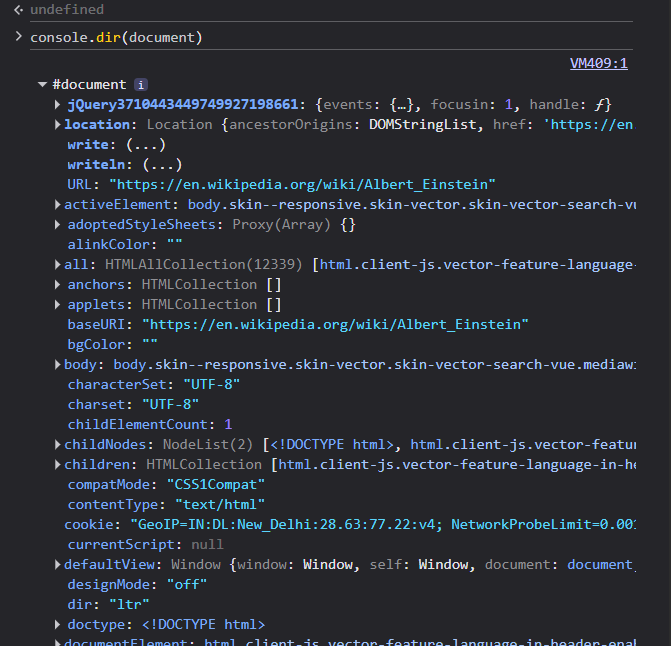 undefined
console.dir(document)
VM409:1
#document i
jQuery3710443449749927198661: {events: {…}, focusin: 1, handle: ƒ}
location: Location {ancestorOrigins: DOMStringList, href: 'https://en
write: (...)
writeln: (...)
URL: "https://en.wikipedia.org/wiki/Albert_Einstein"
activeElement: body.skin--responsive.skin-vector.skin-vector-search-vu
adoptedStyleSheets: Proxy(Array) {}
alinkColor: ""
all: HTMLAllCollection(12339) [html.client-js.vector-feature-language-
anchors: HTMLCollection []
applets: HTMLCollection []
baseURI: "https://en.wikipedia.org/wiki/Albert_Einstein"
bgColor: ""
body: body.skin--responsive.skin-vector.skin-vector-search-vue.mediawi
characterSet: "UTF-8"
charset: "UTF-8"
childElementCount: 1
childNodes: NodeList(2) [<!DOCTYPE html>, html.client-js.vector-featur
children: HTMLCollection [html.client-js.vector-feature-language-in-he
compatMode: "CSS1Compat"
contentType: "text/html"
cookie: "GeoIP=IN:DL:New_Delhi:28.63:77.22:v4; NetworkProbeLimit=0.001
currentScript: null
defaultView: Window {window: Window, self: Window, document: document,
designMode: "off"
dir: "ltr"
doctype: <!DOCTYPE html>
documentElement: html.client-js.vector-feature-language-in-header-enab